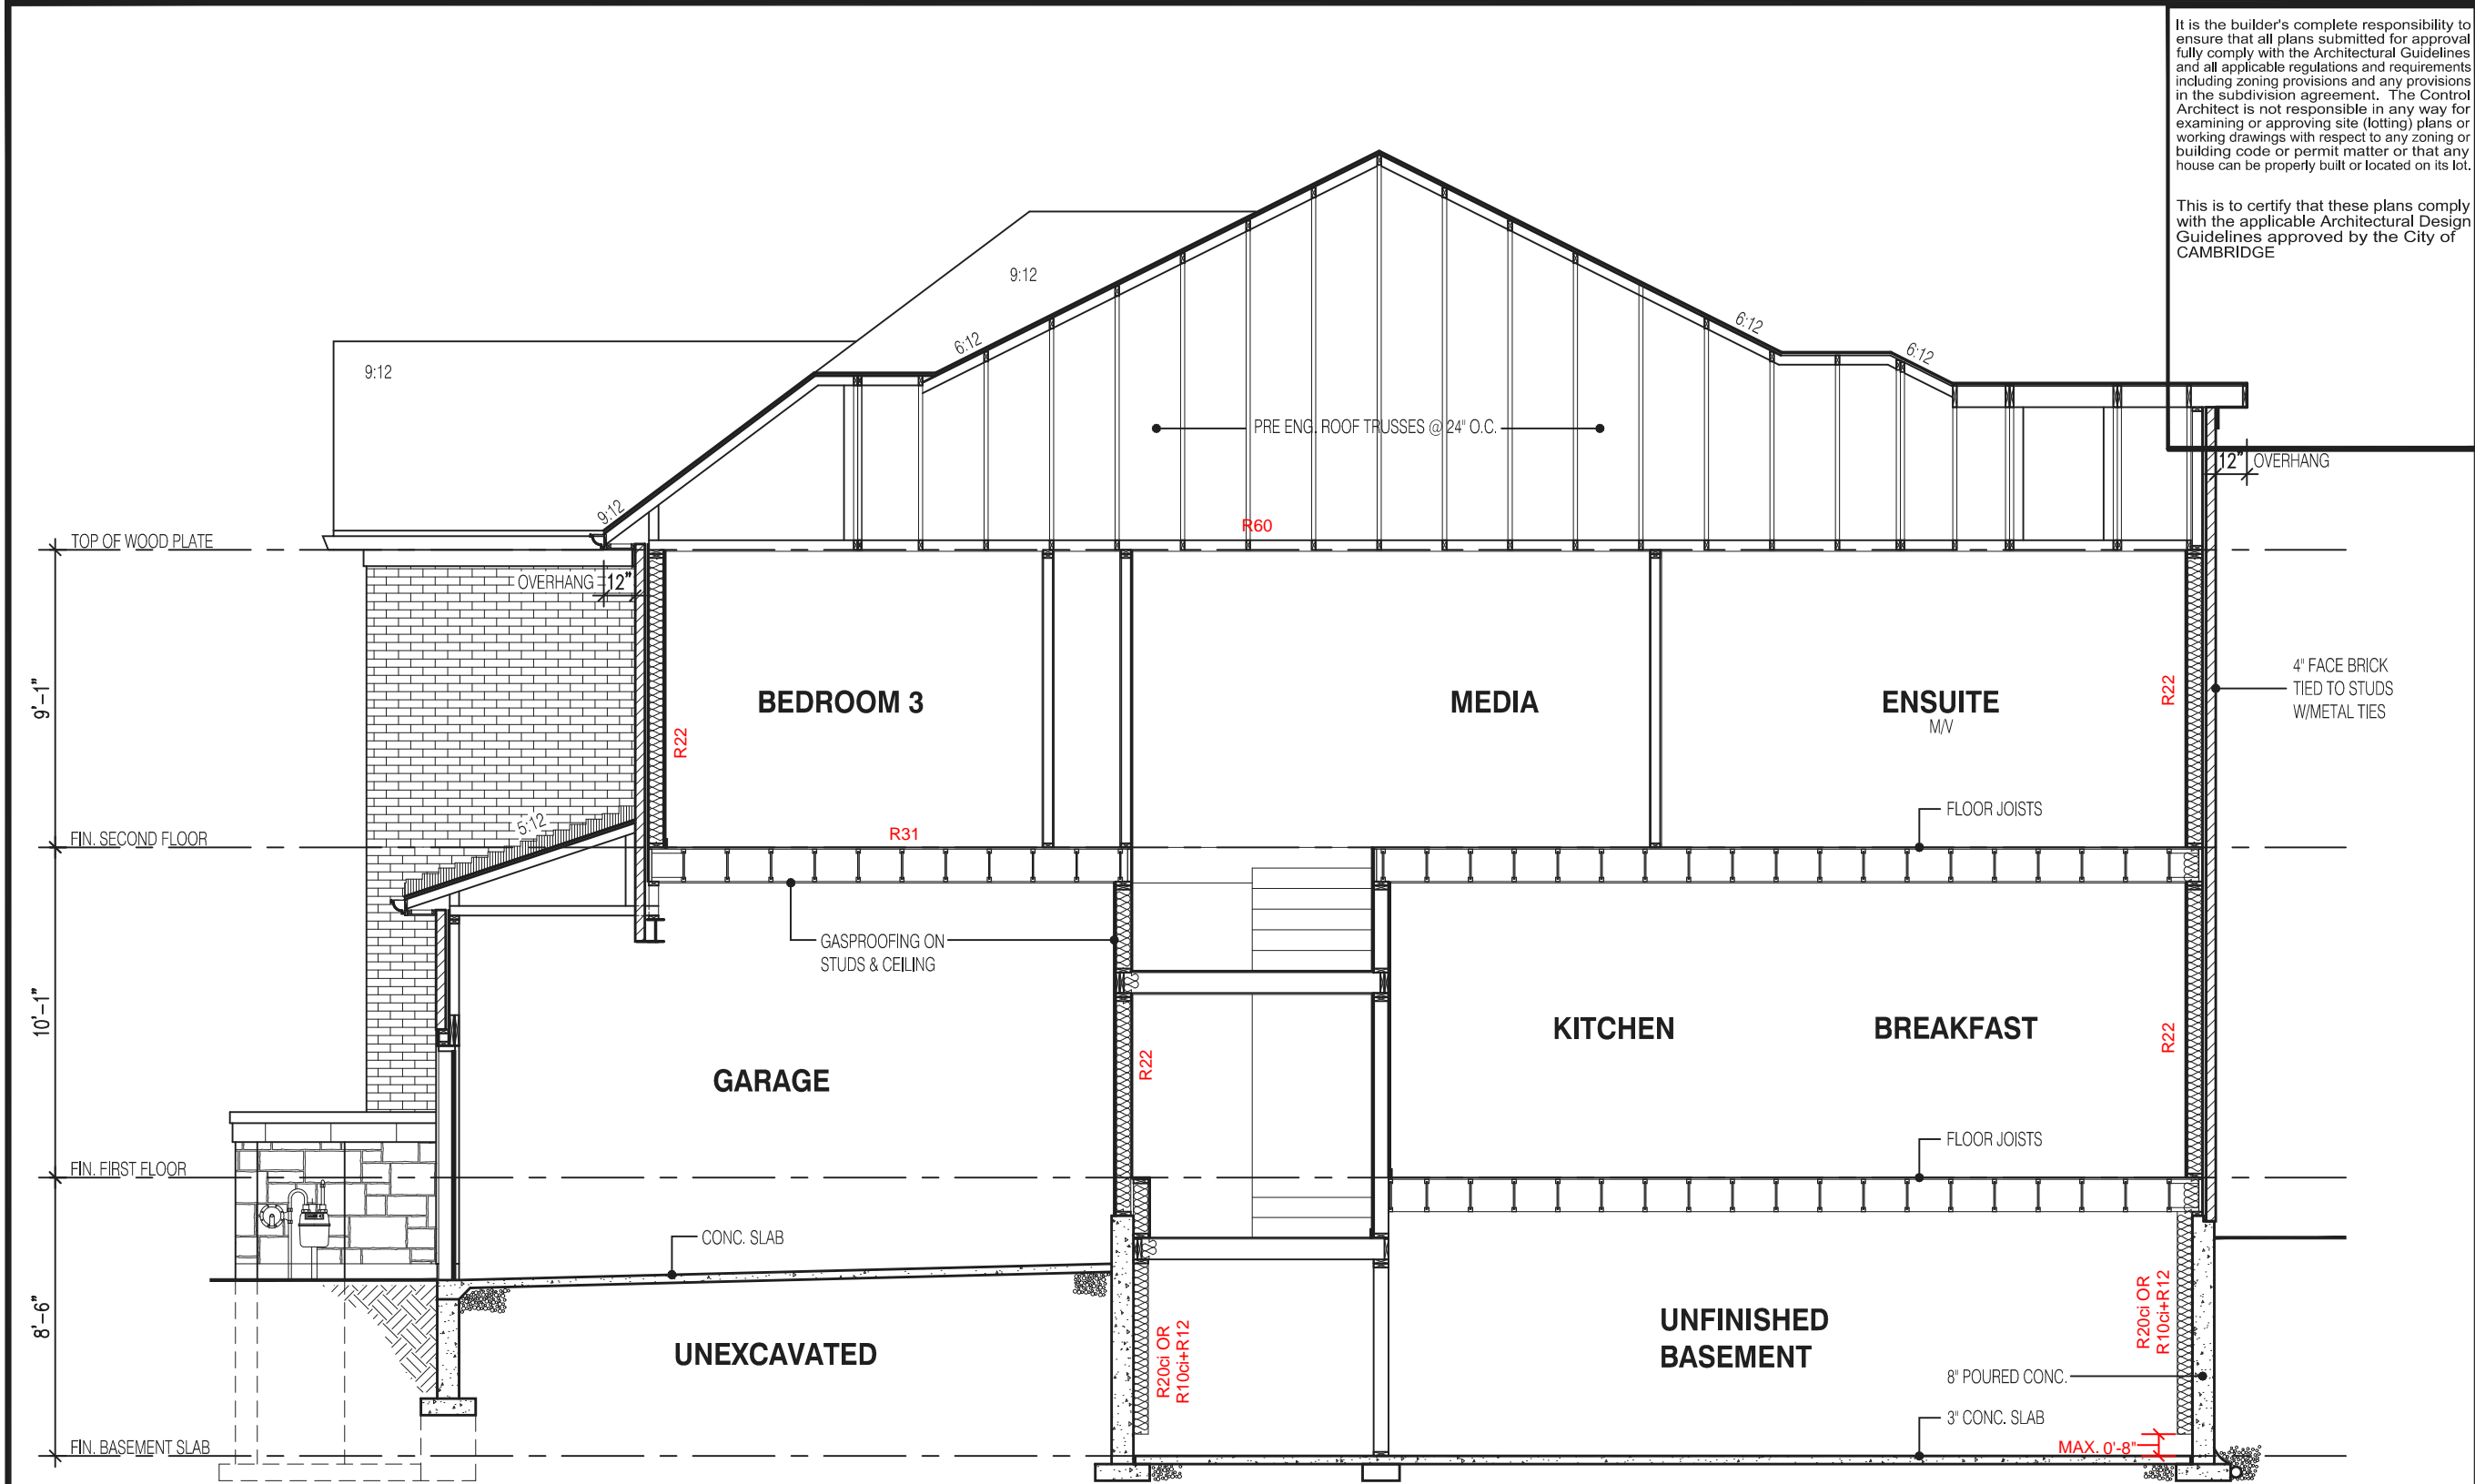 It is the builder's complete responsibility to
ensure that all plans submitted for approval
fully comply with the Architectural Guidelines
and all applicable regulations and requirements
including zoning provisions and any provisions
in the subdivision agreement. The Control
Architect is not responsible in any way for
examining or approving site (lotting) plans or
working drawings with respect to any zoning or
building code or permit matter or that any
house can be properly built or located on its lot.
This is to certify that these plans comply
with the applicable Architectural Design
Guidelines approved by the City of
CAMBRIDGE
9:12
9:12
6:12
6:12
6:12
PRE ENG. ROOF TRUSSES @ 24" O.C.
12" OVERHANG
9:12
R60
TOP OF WOOD PLATE
OVERHANG 12"
9'-1"
BEDROOM 3
MEDIA
ENSUITE
M/V
R22
R22
4" FACE BRICK
TIED TO STUDS
W/METAL TIES
FLOOR JOISTS
5:12
R31
FIN. SECOND FLOOR
GASPROOFING ON
STUDS & CEILING
10'-1"
KITCHEN
BREAKFAST
R22
R22
GARAGE
FLOOR JOISTS
FIN. FIRST FLOOR
CONC. SLAB
8'-6"
UNEXCAVATED
R20ci OR
R10ci+R12
UNFINISHED
BASEMENT
R20ci OR
R10ci+R12
8" POURED CONC.
3" CONC. SLAB
MAX. 0'-8"
FIN. BASEMENT SLAB